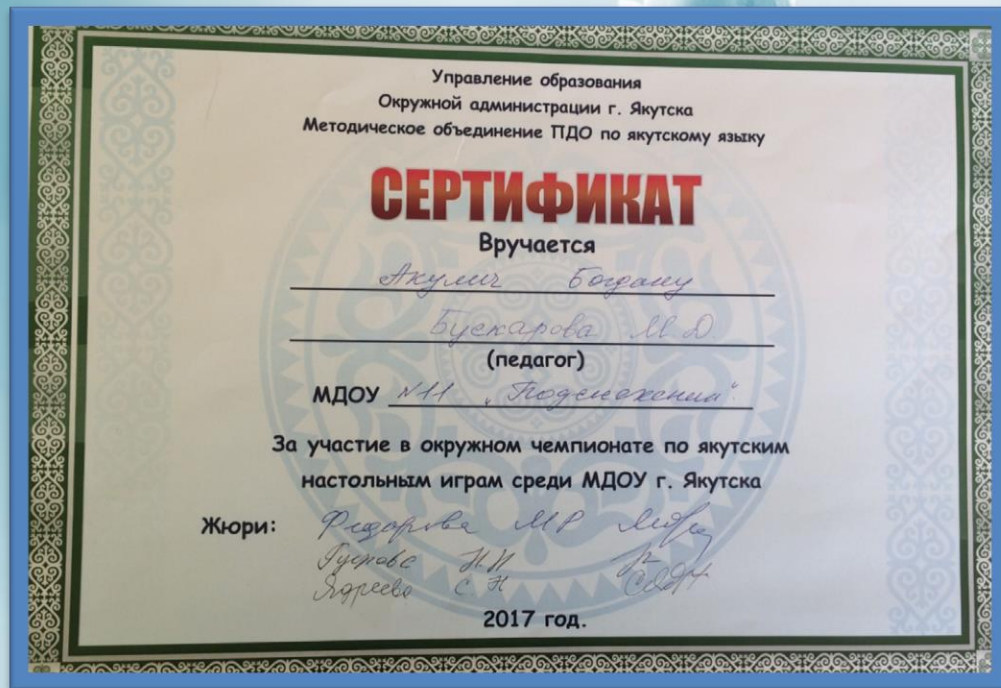 Управление образования
Окружной администрации г. Якутска
Методическое объединение ПДО по якутскому языку
СЕРТИФИКАТ
Вручается
Акулич Богдану
Бускарова М.Д.
(педагог)
МДОУ №11 "Подснежник".
За участие в окружном чемпионате по якутским
настольным играм среди МДОУ г. Якутска
Жюри: Федорова МР
Н.Н
С Н
2017 год.